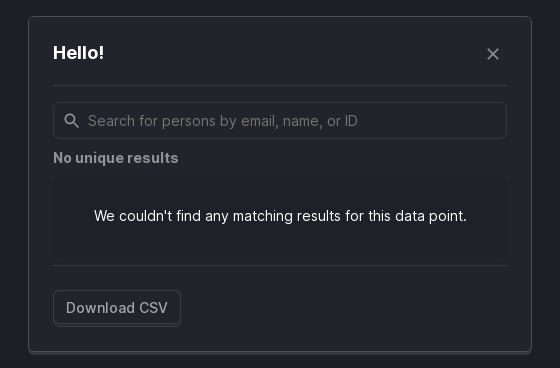 Hello!
Search for persons by email, name, or ID
No unique results
We couldn't find any matching results for this data point.
Download CSV